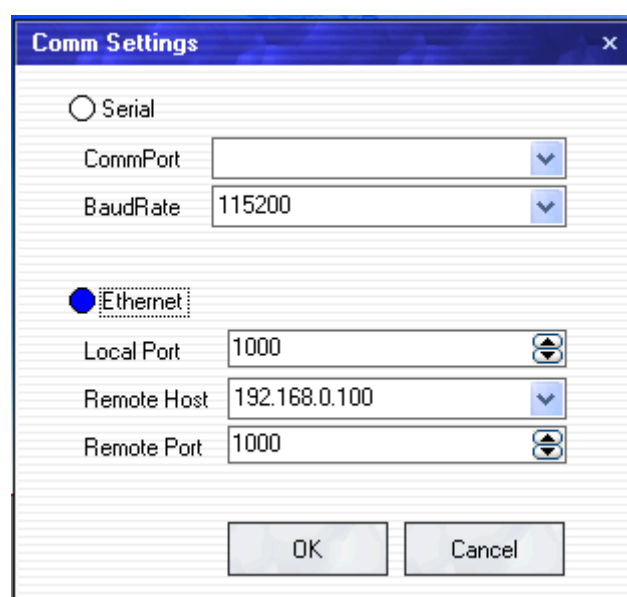 Comm Settings
Serial
CommPort
BaudRate 115200
Ethernet
Local Port 1000
Remote Host 192.168.0.100
Remote Port 1000
OK Cancel